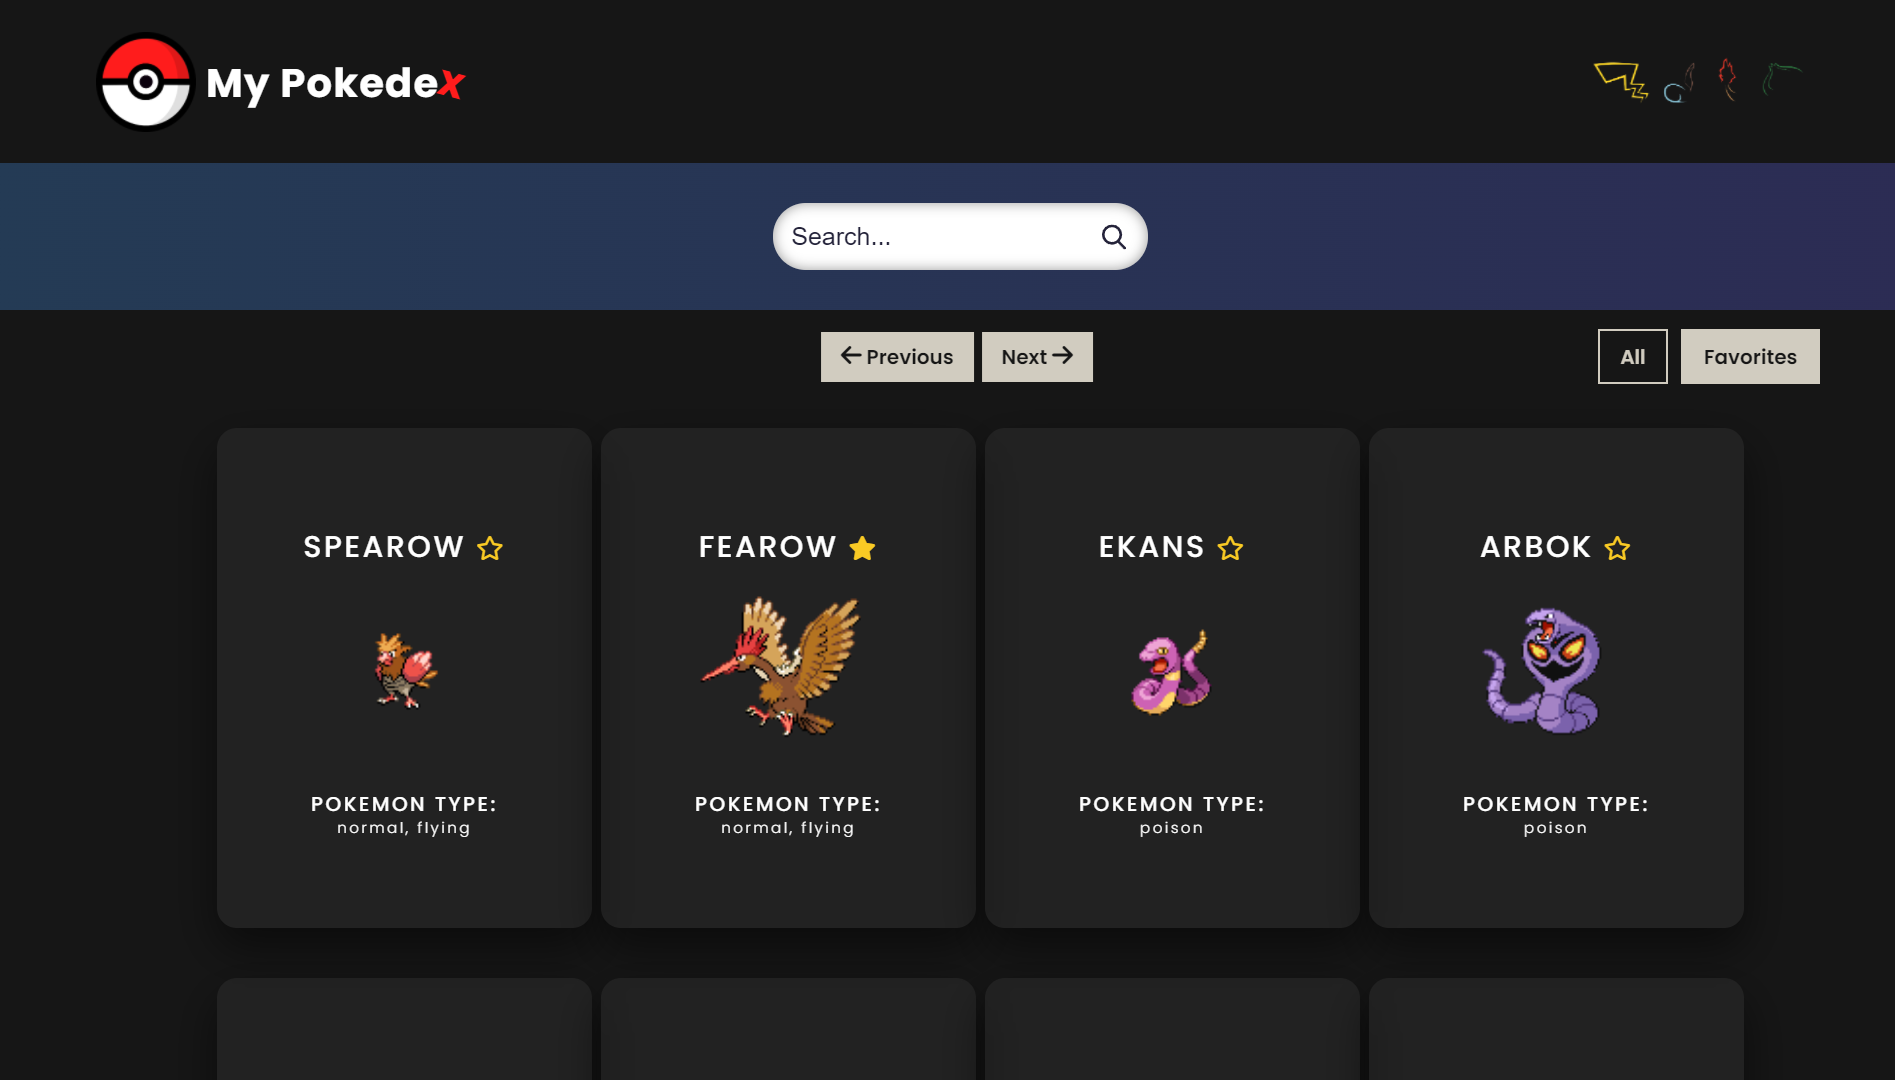 My Pokedex
Search...
Previous
Next
All
Favorites
SPEAROW
FEAROW
EKANS
ARBOK
POKEMON TYPE:
normal, flying
POKEMON TYPE:
normal, flying
POKEMON TYPE:
poison
POKEMON TYPE:
poison